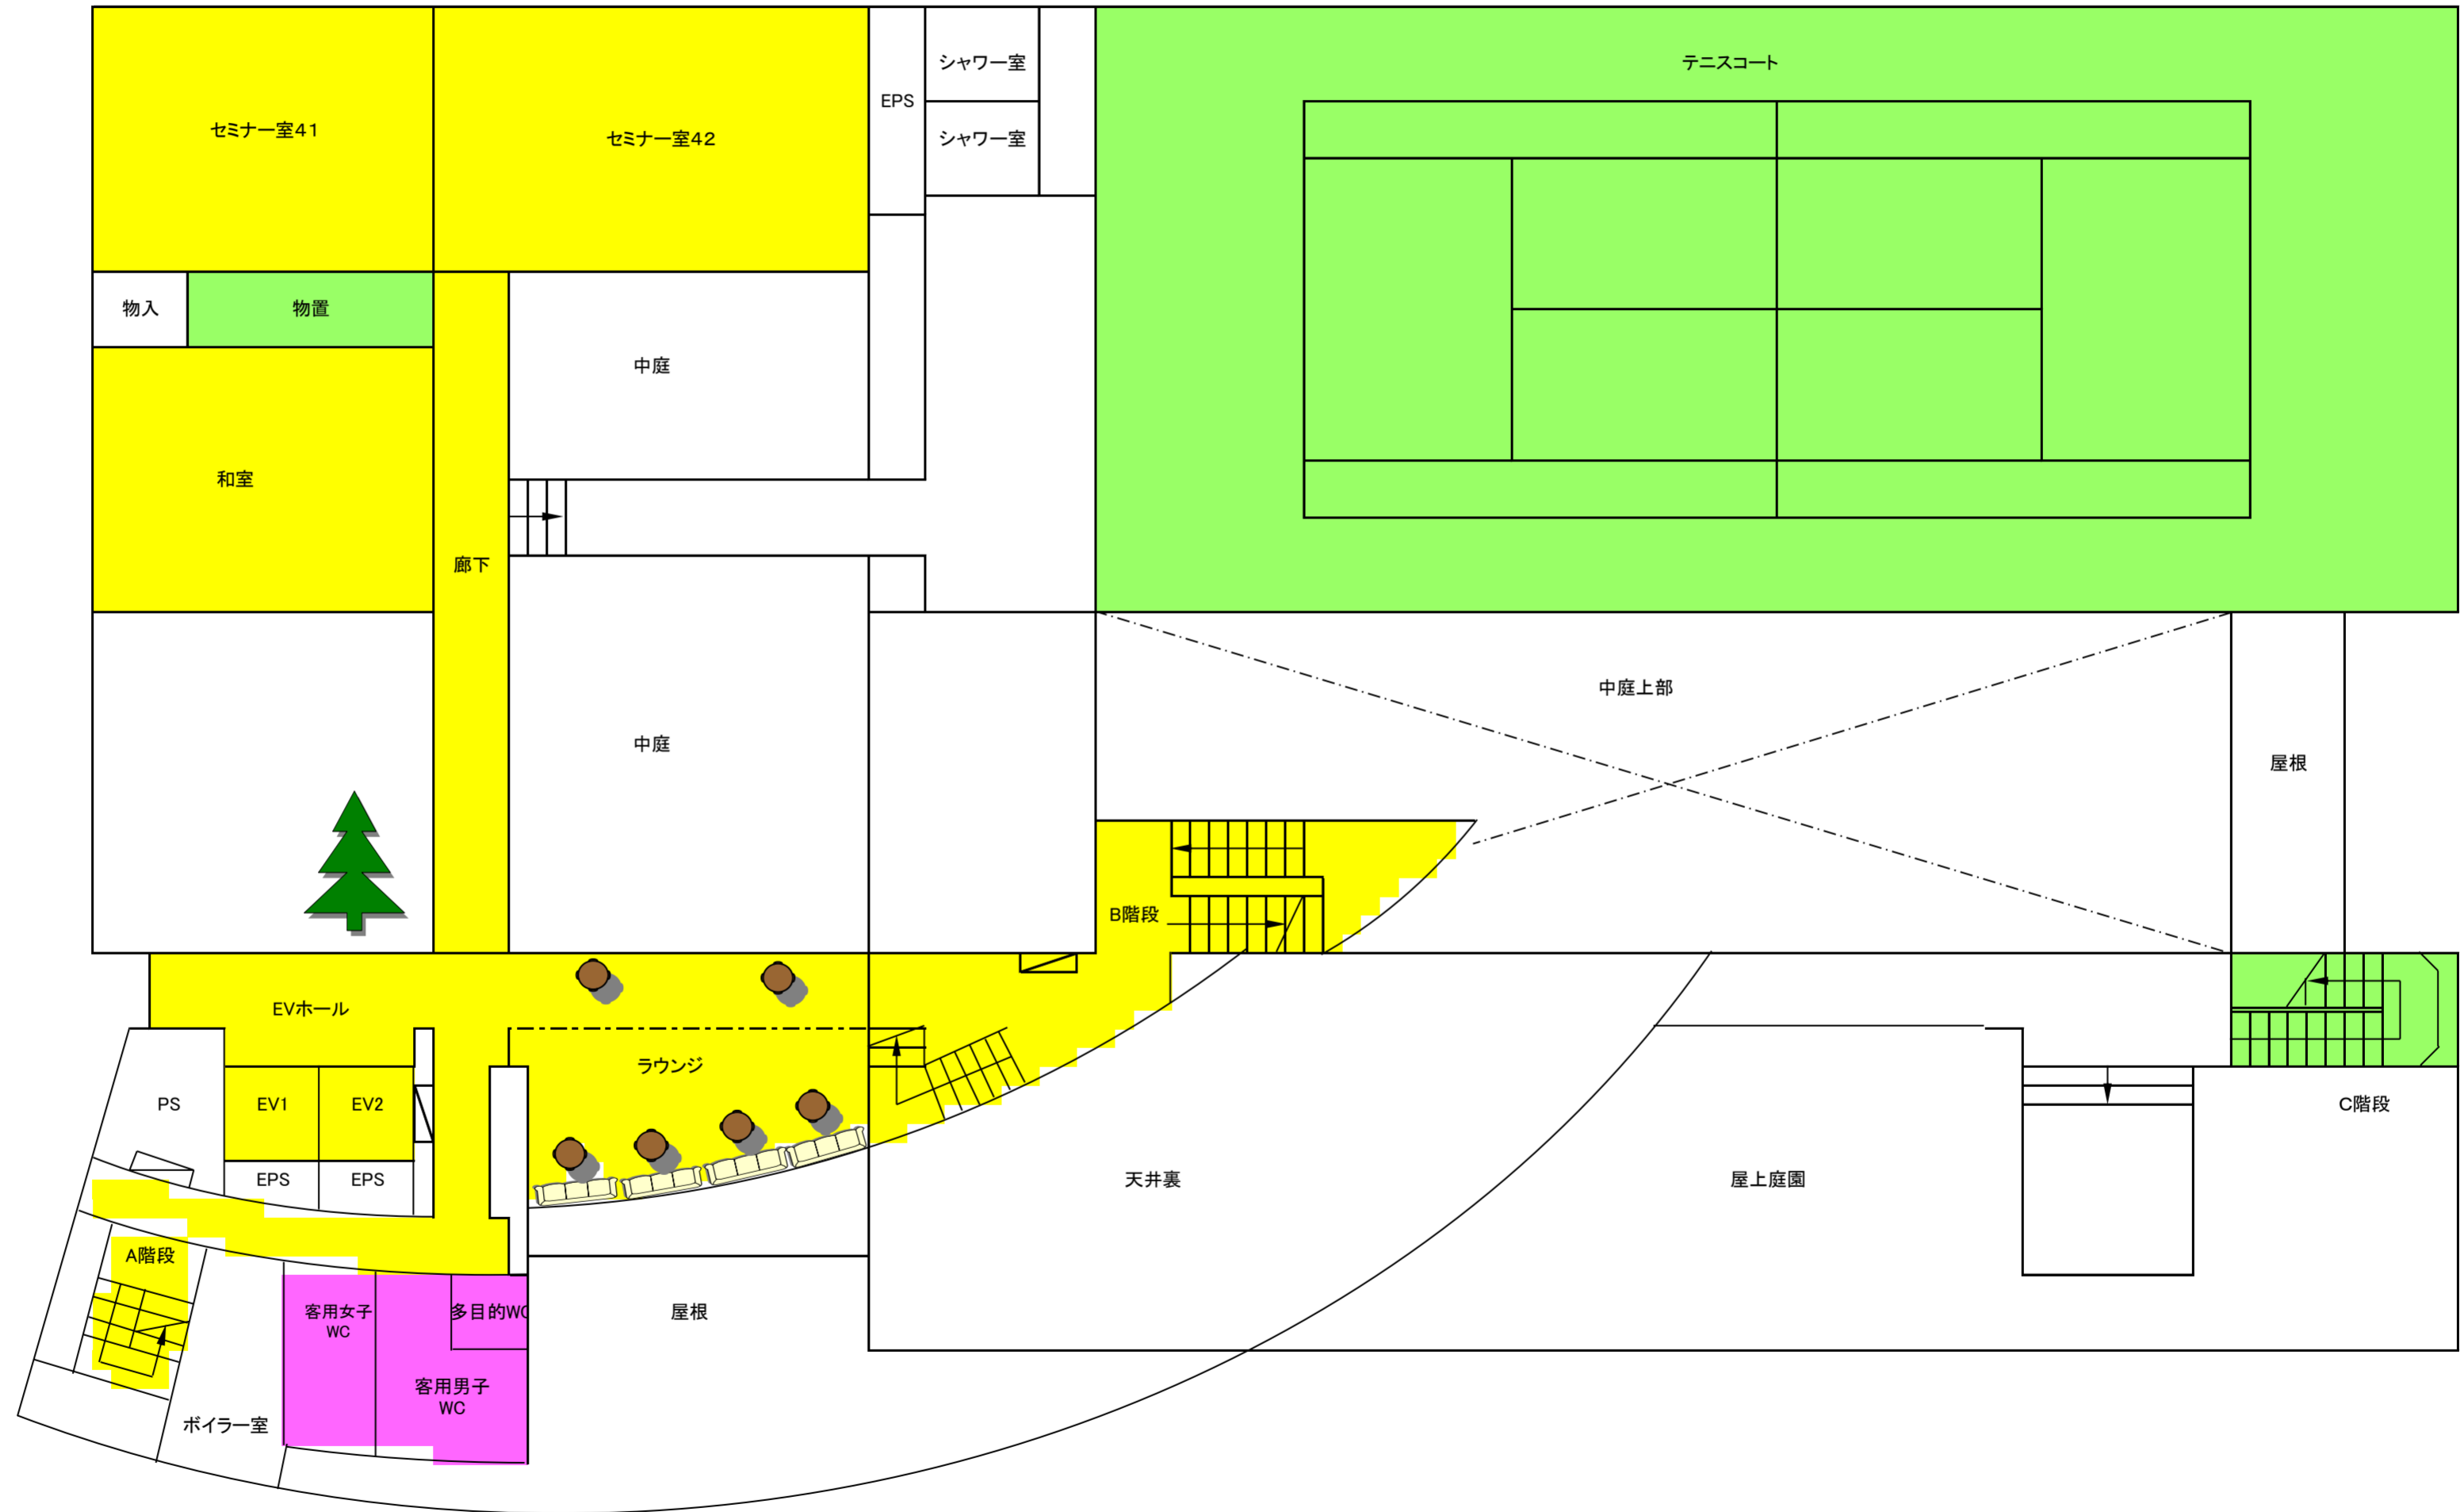 シャワー室
テニスコート
EPS
セミナー室41
セミナー室42
シャワー室
物入
物置
中庭
和室
廊下
中庭上部
中庭
屋根
B階段
EVホール
ラウンジ
PS
EV1
EV2
C階段
EPS
EPS
天井裏
屋上庭園
A階段
客用女子
WC
多目的WC
屋根
客用男子
WC
ボイラー室